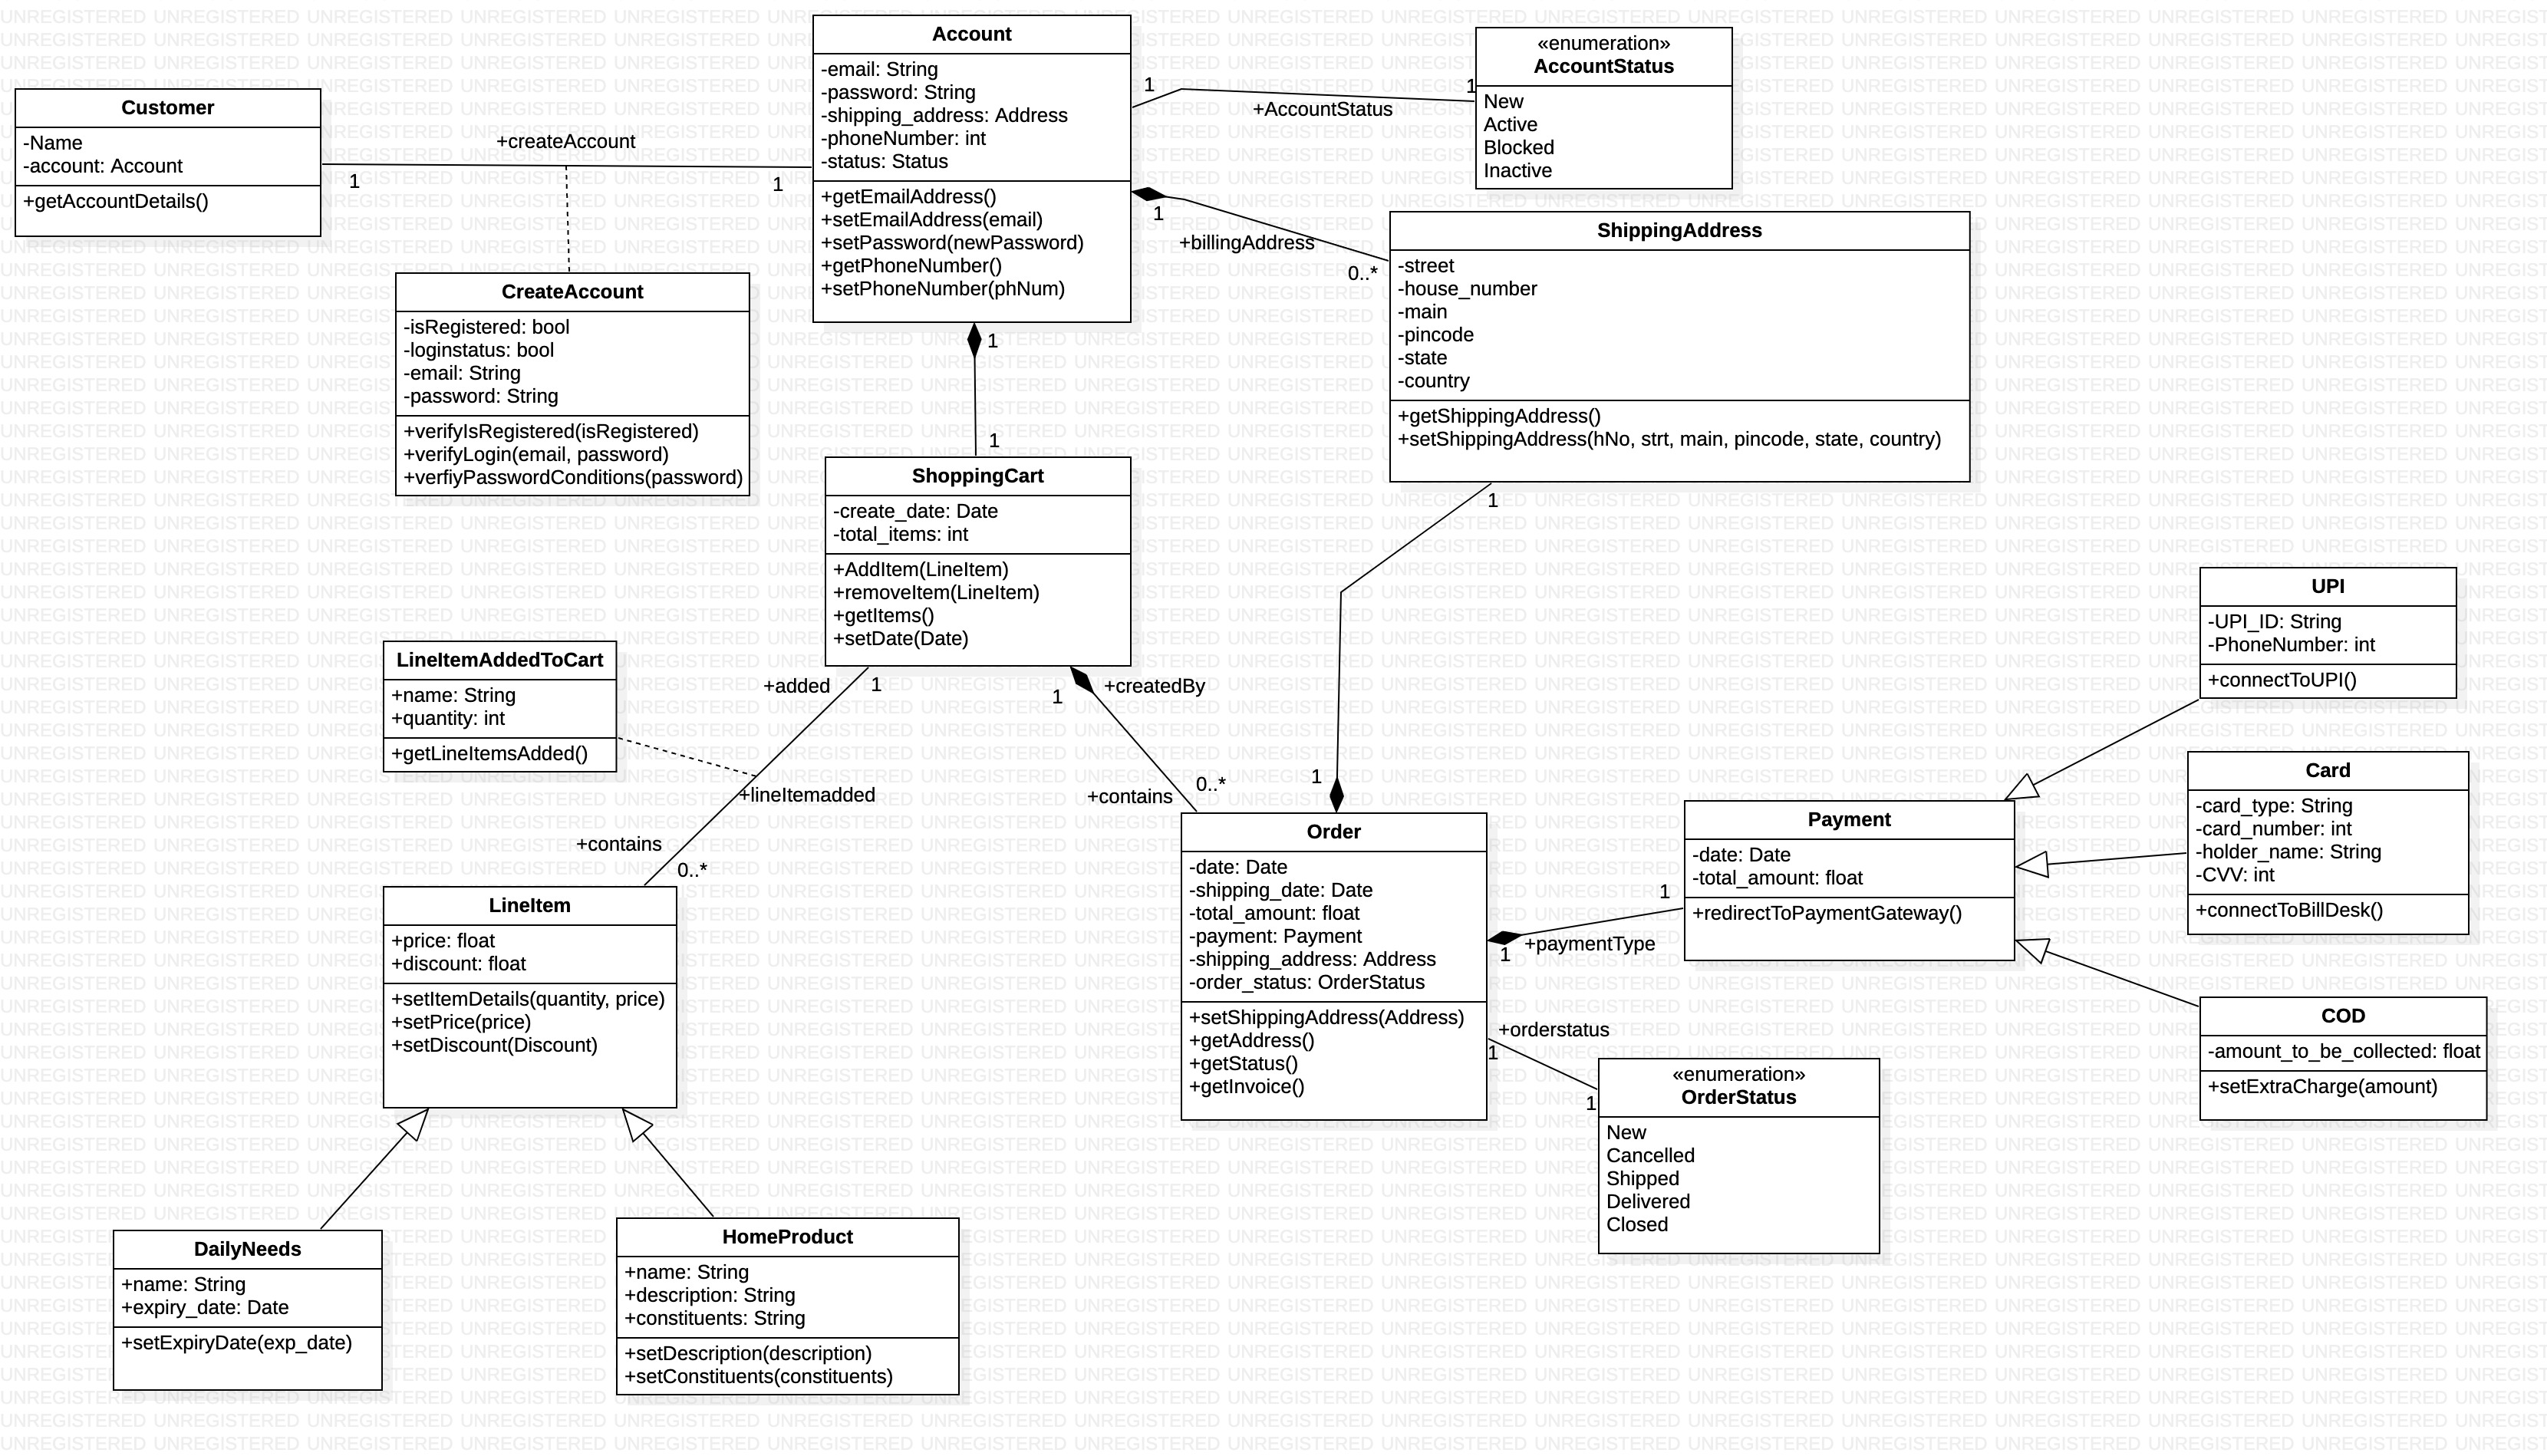 Account
-email: String
-password: String
-shipping_address: Address
-phoneNumber: int
-status: Status
+getEmailAddress()
+setEmailAddress(email)
+setPassword(newPassword)
+getPhoneNumber()
+setPhoneNumber(phNum)
«enumeration»
AccountStatus
New
Active
Blocked
Inactive
1
+AccountStatus
1
Customer
-Name
-account: Account
+getAccountDetails()
+createAccount
1
1
1
+billingAddress
0..*
ShippingAddress
-street
-house_number
-main
-pincode
-state
-country
+getShippingAddress()
+setShippingAddress(hNo, strt, main, pincode, state, country)
CreateAccount
-isRegistered: bool
-loginstatus: bool
-email: String
-password: String
+verifyIsRegistered(isRegistered)
+verifyLogin(email, password)
+verfiyPasswordConditions(password)
1
1
ShoppingCart
-create_date: Date
-total_items: int
+AddItem(LineItem)
+removeItem(LineItem)
+getItems()
+setDate(Date)
1
1
UPI
-UPI_ID: String
-PhoneNumber: int
+connectToUPI()
LineItemAddedToCart
+name: String
+quantity: int
+getLineItemsAdded()
+added
1
+lineItemadded
+contains
0..*
1
+createdBy
+contains
0..*
Card
-card_type: String
-card_number: int
-holder_name: String
-CVV: int
+connectToBillDesk()
Payment
-date: Date
-total_amount: float
+redirectToPaymentGateway()
Order
-date: Date
-shipping_date: Date
-total_amount: float
-payment: Payment
-shipping_address: Address
-order_status: OrderStatus
+setShippingAddress(Address)
+getAddress()
+getStatus()
+getInvoice()
1
1
+paymentType
LineItem
+price: float
+discount: float
+setItemDetails(quantity, price)
+setPrice(price)
+setDiscount(Discount)
COD
-amount_to_be_collected: float
+setExtraCharge(amount)
+orderstatus
1
1
«enumeration»
OrderStatus
New
Cancelled
Shipped
Delivered
Closed
DailyNeeds
+name: String
+expiry_date: Date
+setExpiryDate(exp_date)
HomeProduct
+name: String
+description: String
+constituents: String
+setDescription(description)
+setConstituents(constituents)
UNREGISTERED